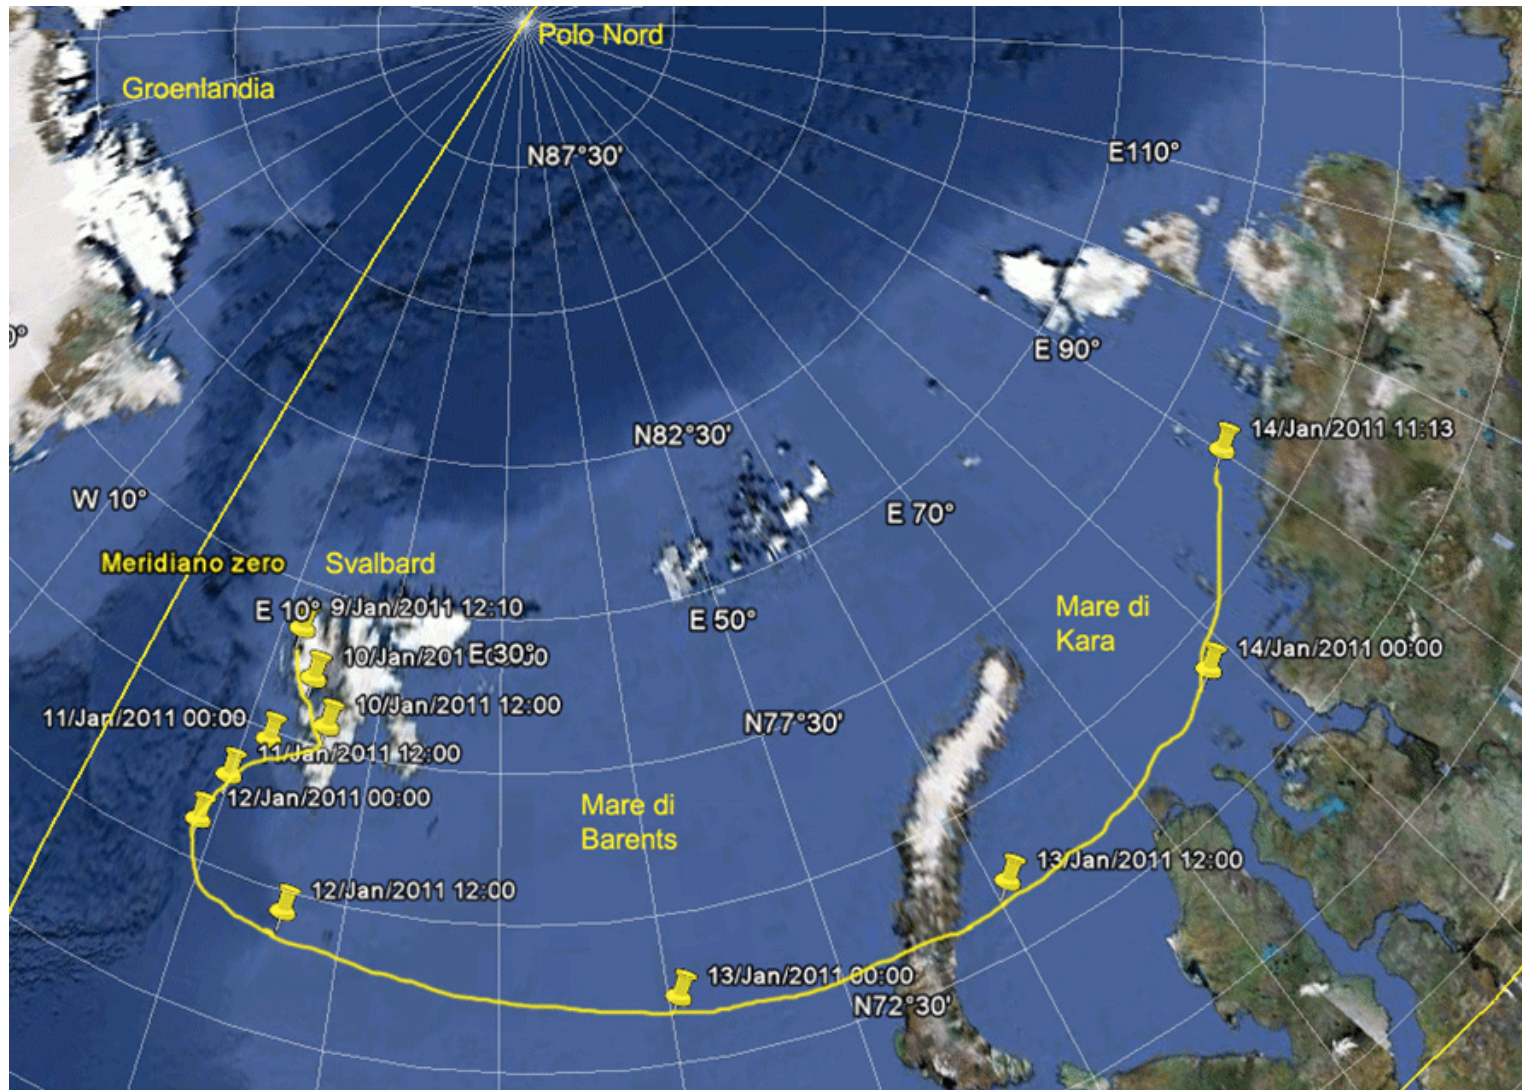 Polo Nord
Groenlandia
N87°30'
E110°
E 90°
14/Jan/2011 11:13
N82°30'
W 10°
E 70°
Meridiano zero
Svalbard
E 10°
9/Jan/2011 12:10
E 50°
Mare di
Kara
10/Jan/201
E 30°
14/Jan/2011 00:00
10/Jan/2011 12:00
11/Jan/2011 00:00
N77°30'
11/Jan/2011 12:00
12/Jan/2011 00:00
Mare di
Barents
13/Jan/2011 12:00
12/Jan/2011 12:00
13/Jan/2011 00:00
N72°30'